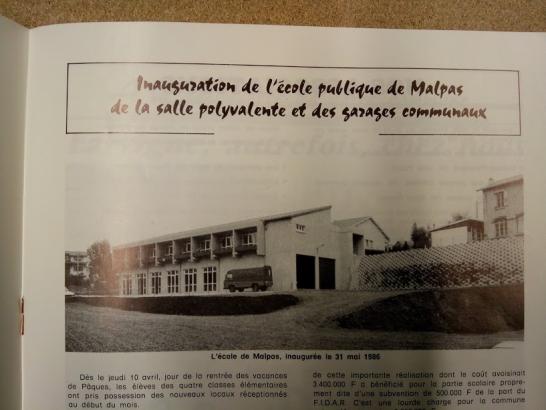 Inauguration de l'école publique de Malpas
de la salle polyvalente et des garages communaux
L'école de Malpas, inaugurée le 31 mai 1986
Dès le jeudi 10 avril, jour de la rentrée des vacances
de Pâques, les élèves des quatre classes élémentaires
ont pris possession des nouveaux locaux réceptionnés
au début du mois.
de cette importante réalisation dont le coût avoisinait
3.400.000 F a bénéficié pour la partie scolaire propre-
ment dite d'une subvention de 500.000 F de la part du
F.I.D.A.R. C'est une lourde charge pour la commune